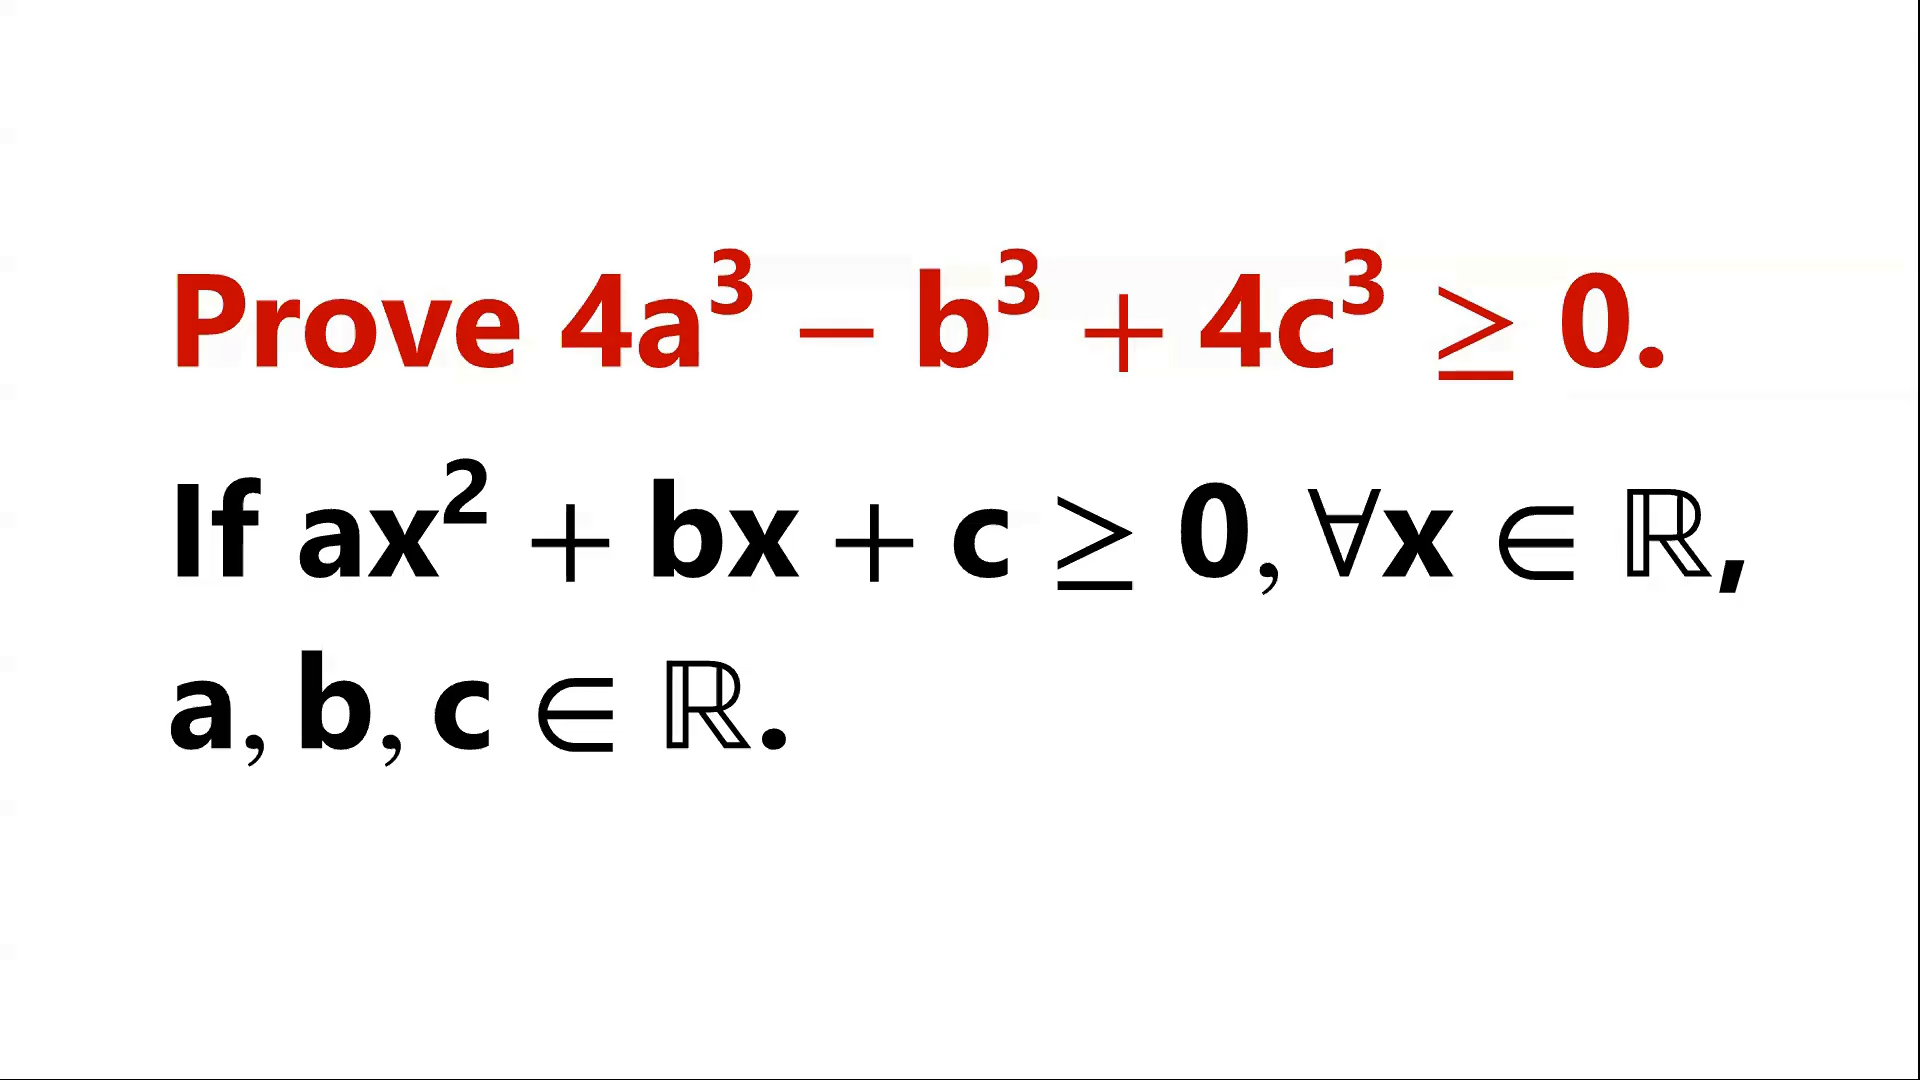 Prove 4a³ − b³ + 4c³ ≥ 0.
If ax² + bx + c ≥ 0, ∀x ∈ ℝ,
a, b, c ∈ ℝ.